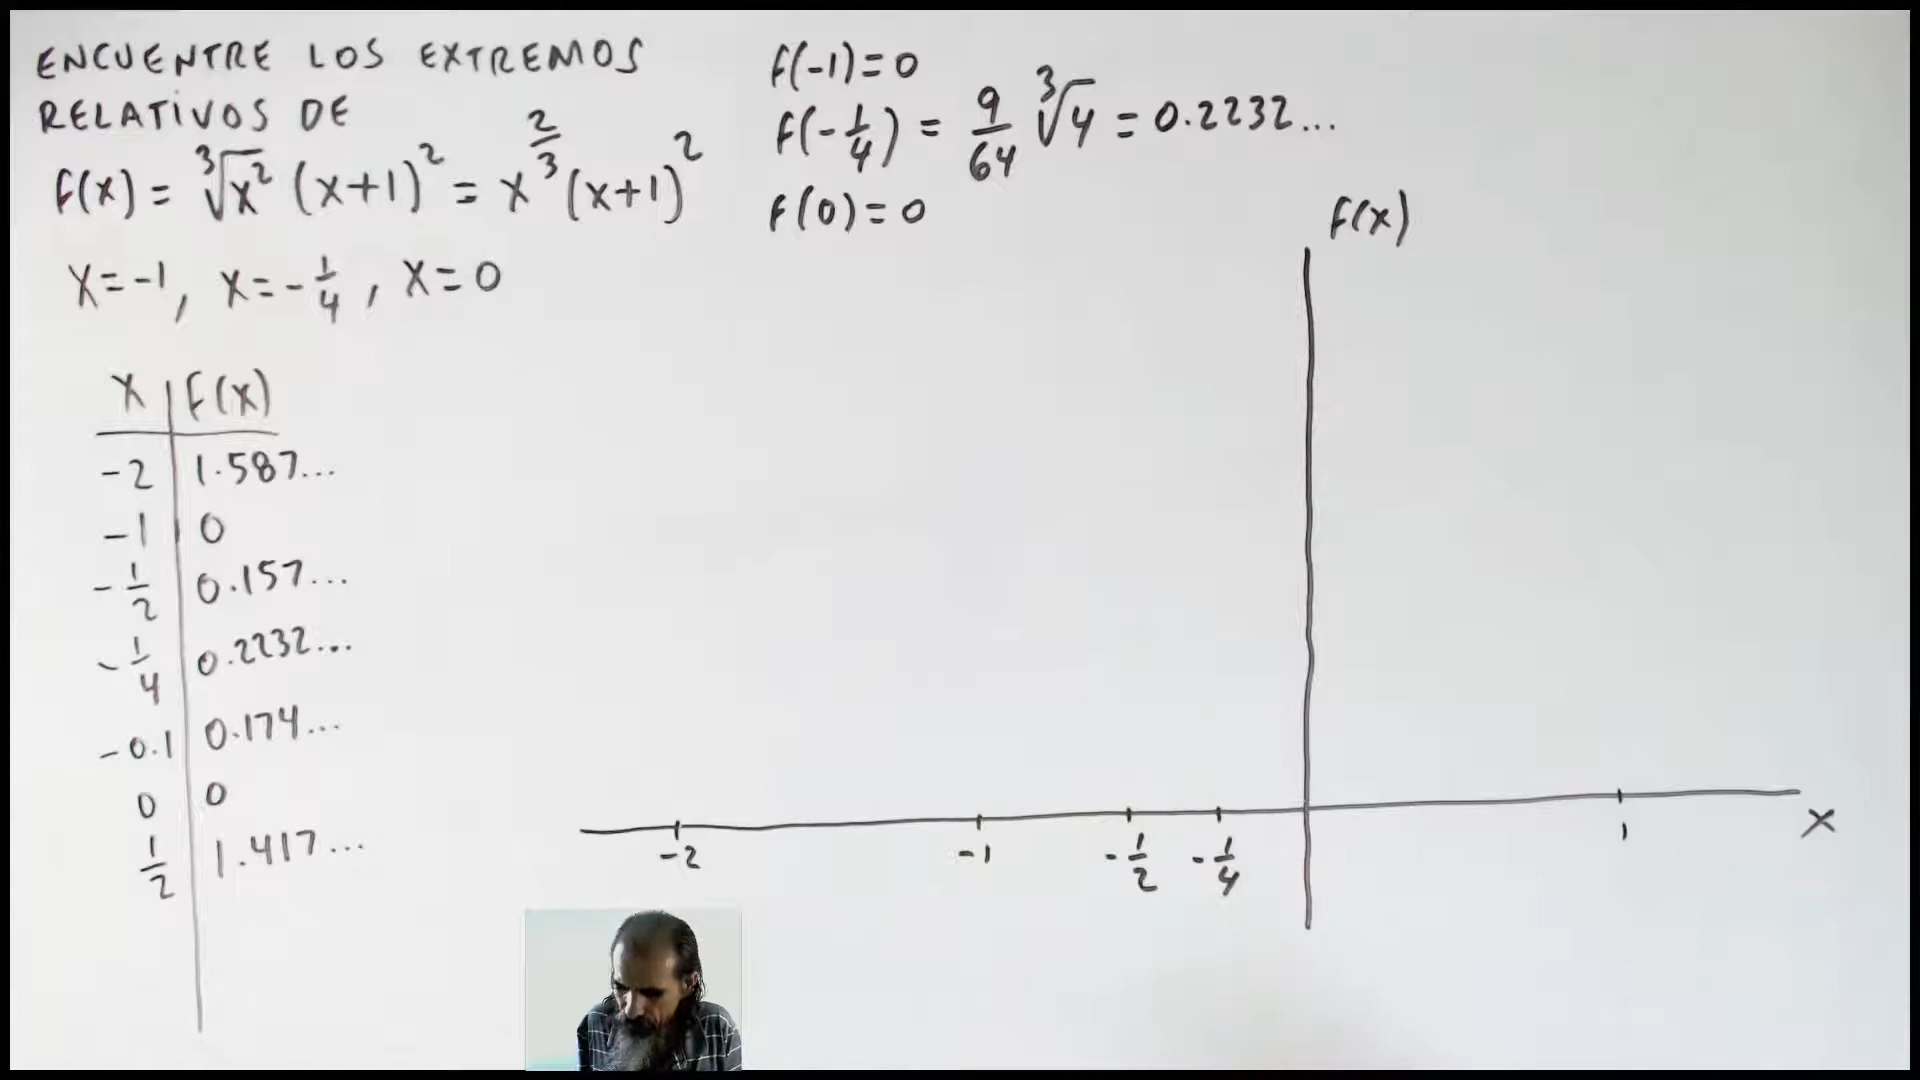 ENCUENTRE LOS EXTREMOS
RELATIVOS DE
f(x) = ∛x² (x+1)² = x^(2/3) (x+1)²
x=-1, x=-1/4, x=0
f(-1)=0
f(-1/4) = 9/64 ∛4 = 0.2232...
f(0)=0
x | f(x)
-2 | 1.587...
-1 | 0
-1/2 | 0.157...
-1/4 | 0.2232...
-0.1 | 0.174...
0 | 0
1/2 | 1.417...
f(x)
-2 -1 -1/2 -1/4 1 x